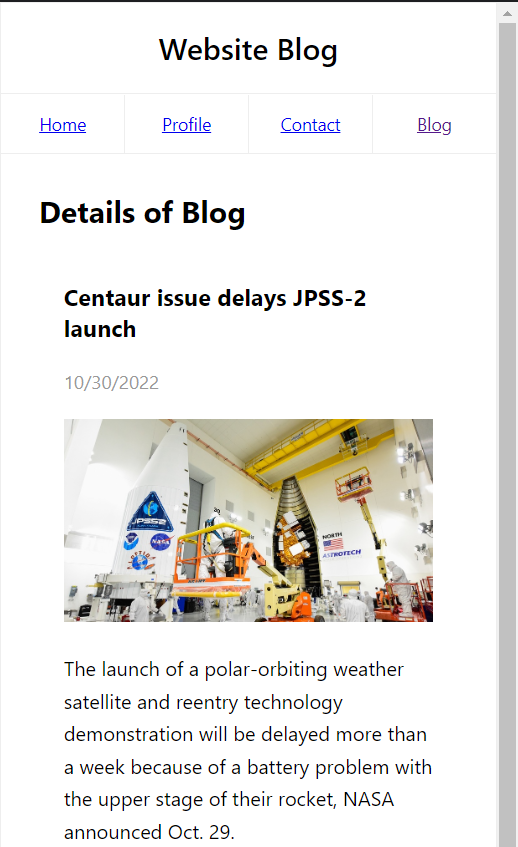 Website Blog
Home
Profile
Contact
Blog
Details of Blog
Centaur issue delays JPSS-2
launch
10/30/2022
JPSS2
NASA
NORTH
ASTROTECH
The launch of a polar-orbiting weather
satellite and reentry technology
demonstration will be delayed more than
a week because of a battery problem with
the upper stage of their rocket, NASA
announced Oct. 29.